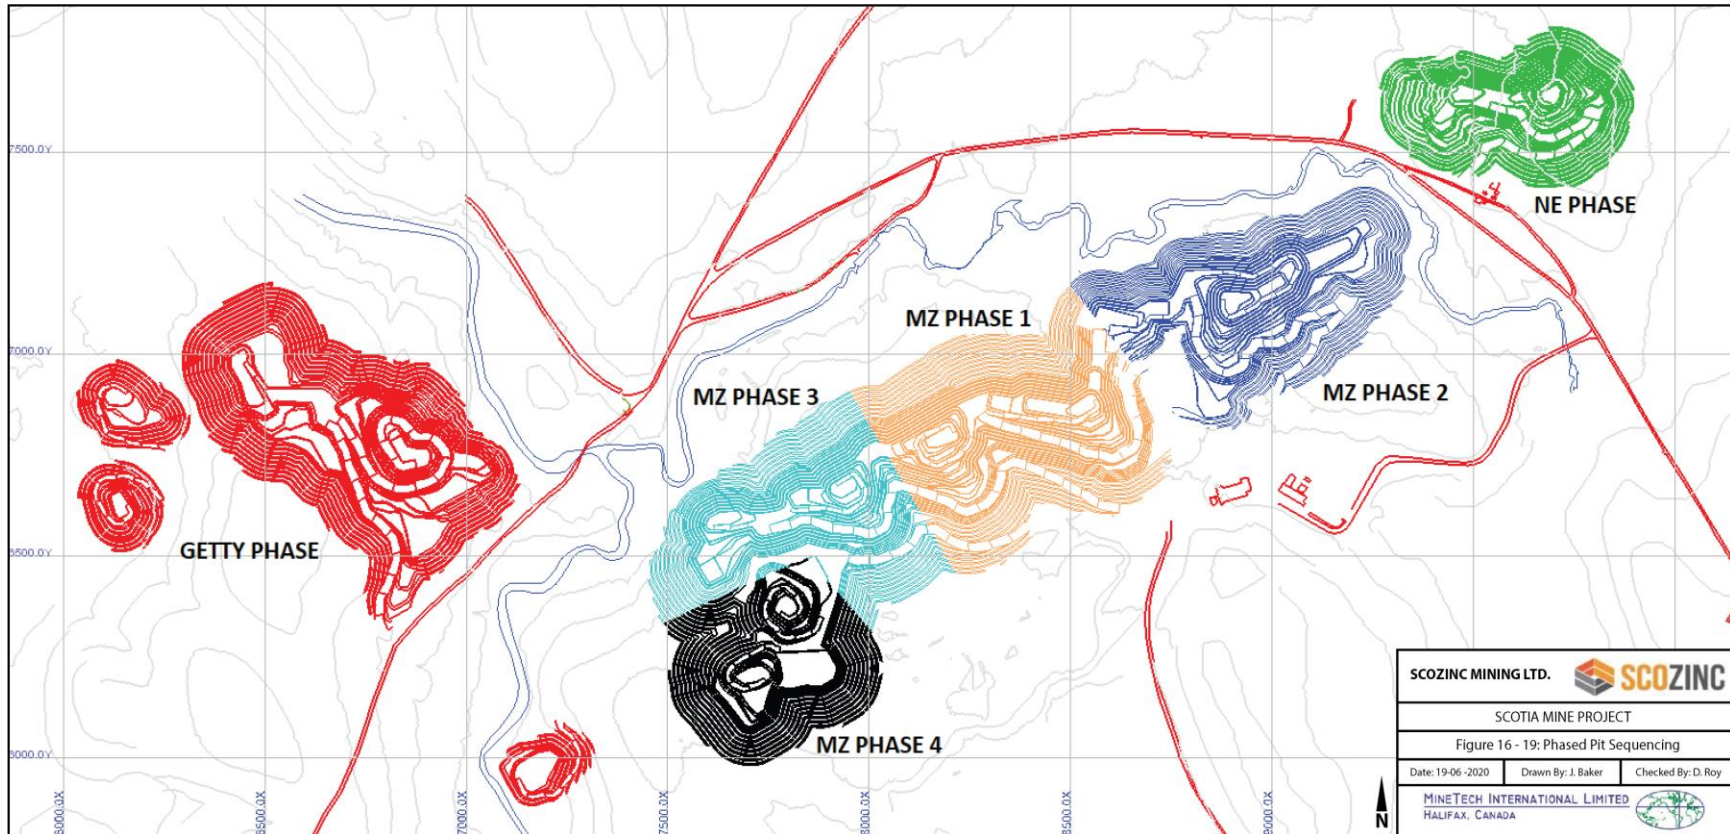 7500.0Y
NE PHASE
MZ PHASE 1
7000.0Y
MZ PHASE 3
MZ PHASE 2
GETTY PHASE
6500.0Y
MZ PHASE 4
6000.0Y
6000.0X
6500.0X
7000.0X
7500.0X
8000.0X
8500.0X
9000.0X
N
SCOZINC MINING LTD.
SCOZINC
SCOTIA MINE PROJECT
Figure 16 - 19: Phased Pit Sequencing
Date: 19-06 -2020
Drawn By: J. Baker
Checked By: D. Roy
MINETECH INTERNATIONAL LIMITED
HALIFAX, CANADA